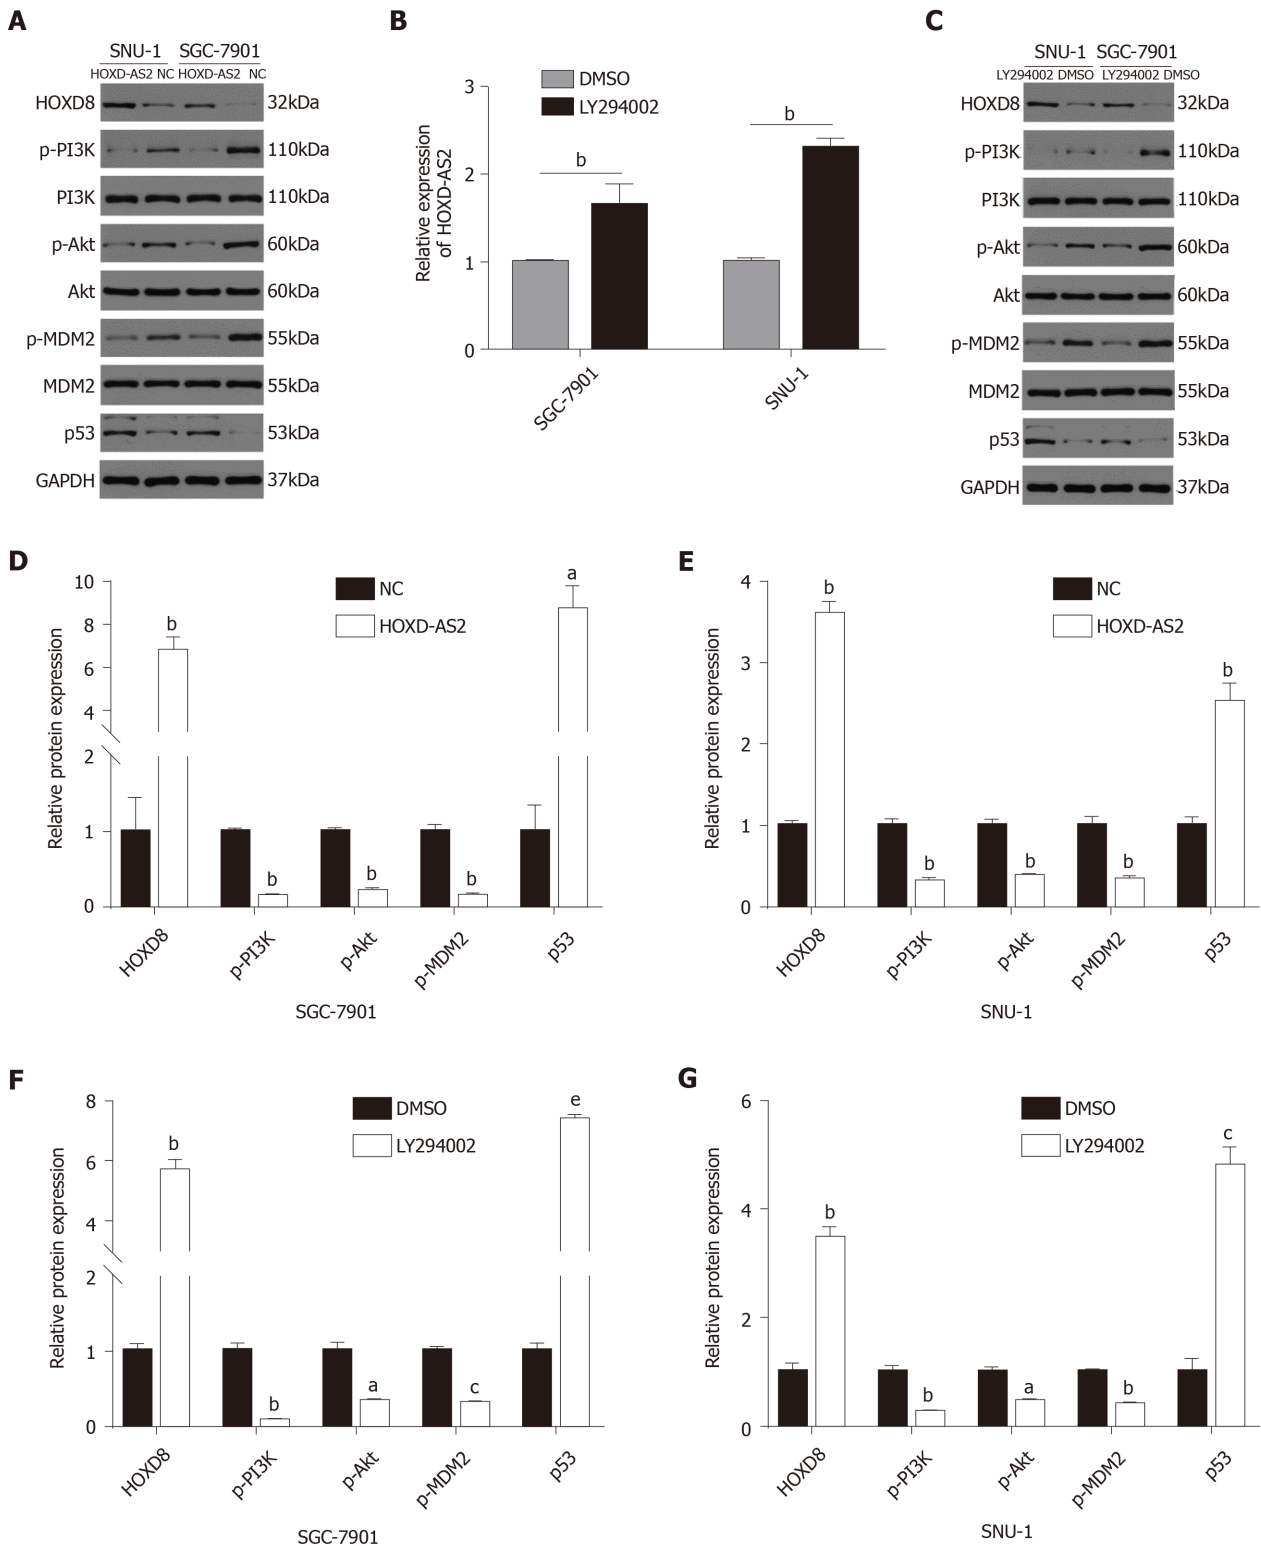 A
SNU-1 SGC-7901
HOXD-AS2 NC HOXD-AS2 NC
HOXD8 32kDa
p-PI3K 110kDa
PI3K 110kDa
p-Akt 60kDa
Akt 60kDa
p-MDM2 55kDa
MDM2 55kDa
p53 53kDa
GAPDH 37kDa
B
DMSO
LY294002
Relative expression
of HOXD-AS2
3
2
1
0
b
b
SGC-7901
SNU-1
C
SNU-1 SGC-7901
LY294002 DMSO LY294002 DMSO
HOXD8 32kDa
p-PI3K 110kDa
PI3K 110kDa
p-Akt 60kDa
Akt 60kDa
p-MDM2 55kDa
MDM2 55kDa
p53 53kDa
GAPDH 37kDa
D
NC
HOXD-AS2
Relative protein expression
10
8
6
4
2
1
0
b
b
b
b
a
HOXD8
p-PI3K
p-Akt
p-MDM2
p53
SGC-7901
E
NC
HOXD-AS2
Relative protein expression
4
3
2
1
0
b
b
b
b
b
HOXD8
p-PI3K
p-Akt
p-MDM2
p53
SNU-1
F
DMSO
LY294002
Relative protein expression
8
6
4
2
1
0
b
b
a
c
e
HOXD8
p-PI3K
p-Akt
p-MDM2
p53
SGC-7901
G
DMSO
LY294002
Relative protein expression
6
4
2
0
b
b
a
b
c
HOXD8
p-PI3K
p-Akt
p-MDM2
p53
SNU-1